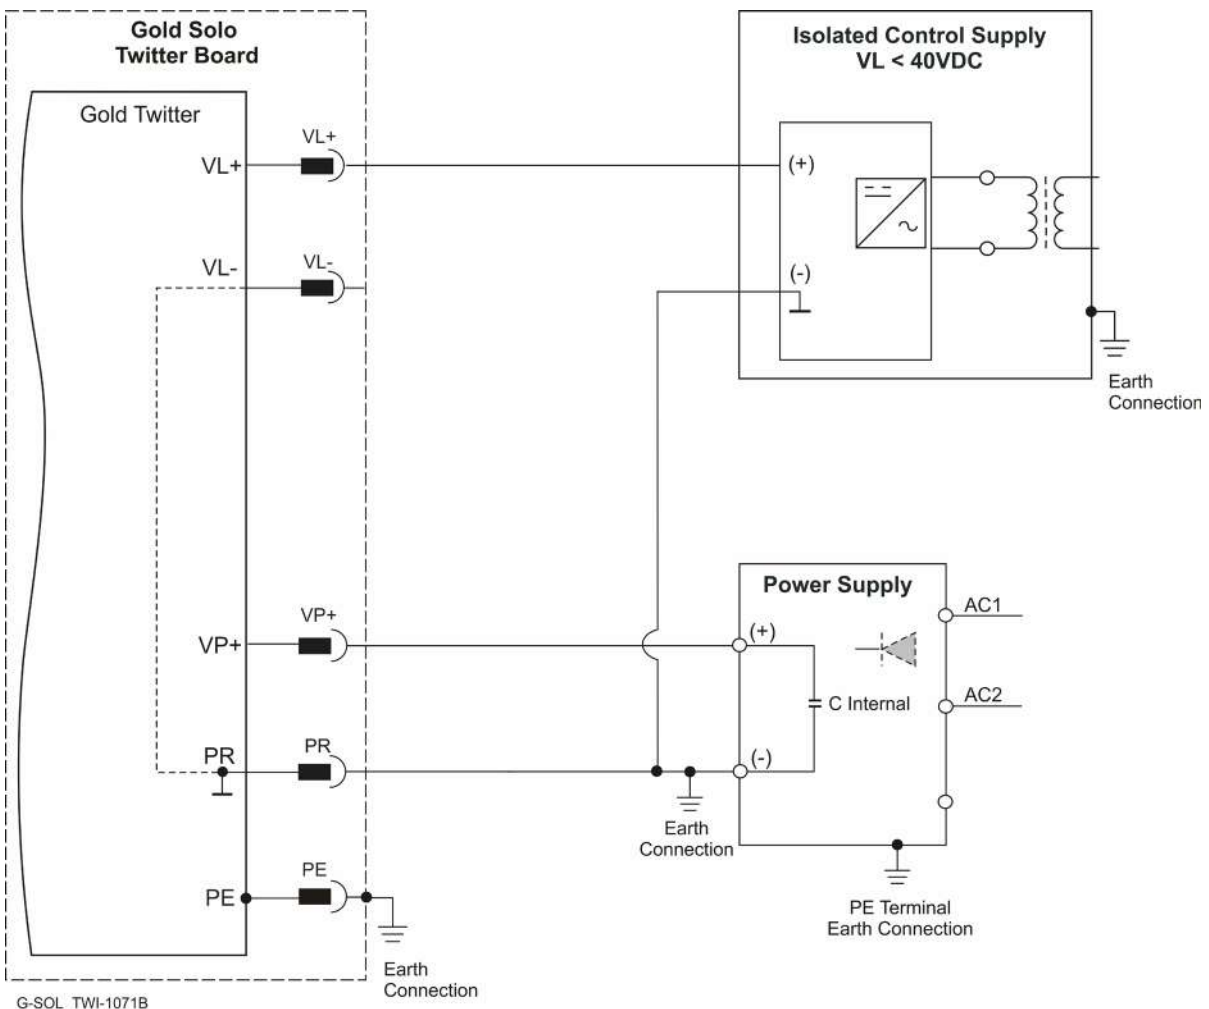 Gold Solo
Twitter Board
Gold Twitter
VL+
VL+
VL-
VL-
VP+
VP+
PR
PR
PE
PE
Earth
Connection
G-SOL TWI-1071B
Isolated Control Supply
VL < 40VDC
(+)
(-)
Earth
Connection
Power Supply
(+)
C Internal
(-)
AC1
AC2
Earth
Connection
PE Terminal
Earth Connection